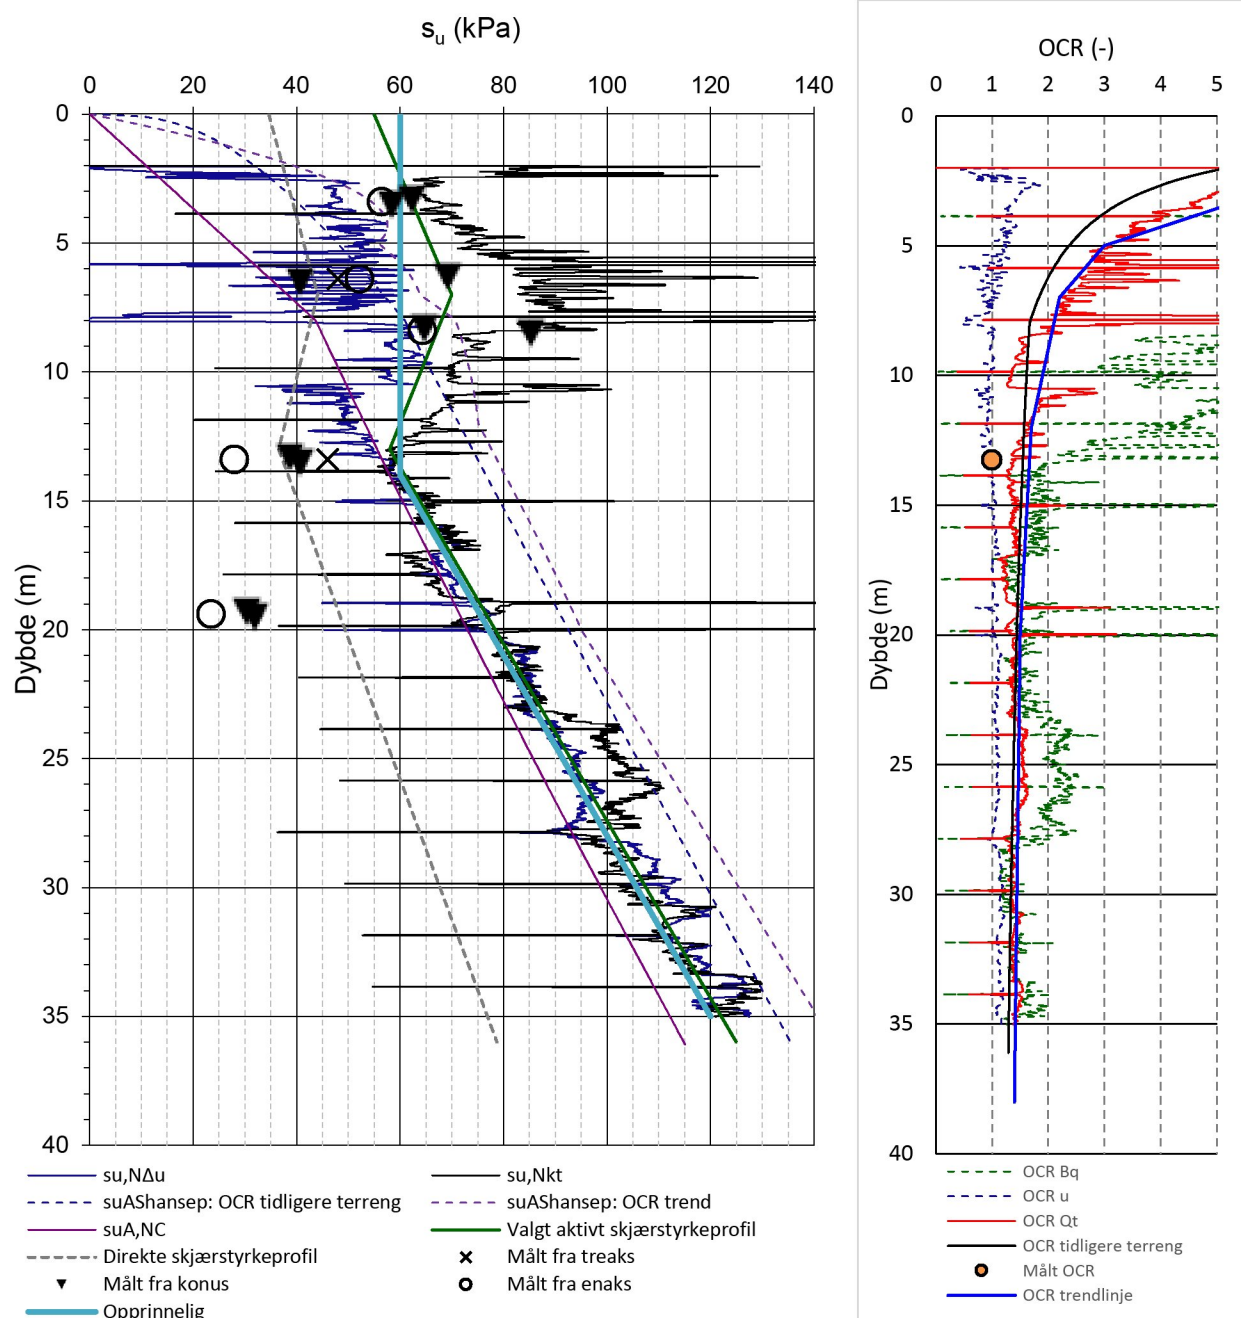 s_u (kPa)
0 20 40 60 80 100 120 140
0
5
10
15
20
25
30
35
40
Dybde (m)
su,NΔu
su,Nkt
suAShansep: OCR tidligere terreng
suAShansep: OCR trend
suA,NC
Valgt aktivt skjærstyrkeprofil
Direkte skjærstyrkeprofil
Målt fra treaks
Målt fra konus
Målt fra enaks
Opprinnelig
OCR (-)
0 1 2 3 4 5
0
5
10
15
20
25
30
35
40
Dybde (m)
OCR Bq
OCR u
OCR Qt
OCR tidligere terreng
Målt OCR
OCR trendlinje